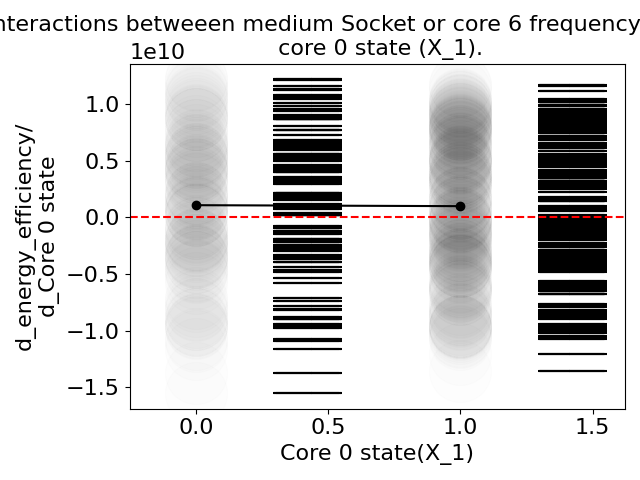 nteractions betweeen medium Socket or core 6 frequency
core 0 state (X_1).
1e10
1.0
0.5
0.0
−0.5
−1.0
−1.5
d_energy_efficiency/
d_Core 0 state
0.0
0.5
1.0
1.5
Core 0 state(X_1)